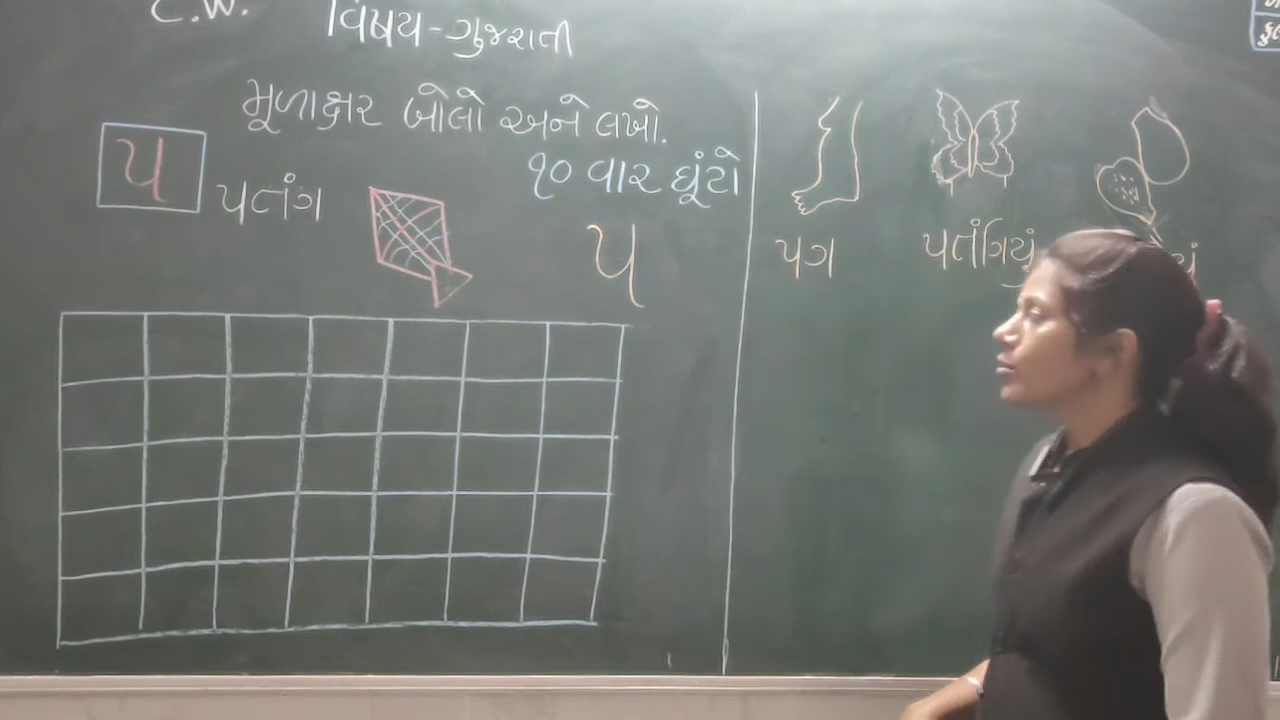 C.W.
વિષય-ગુજરાતી
મૂળાક્ષર બોલો અને લખો.
૧૦ વાર ઘૂંટો
પ
પતંગ
પ
પગ
પતંગિયું